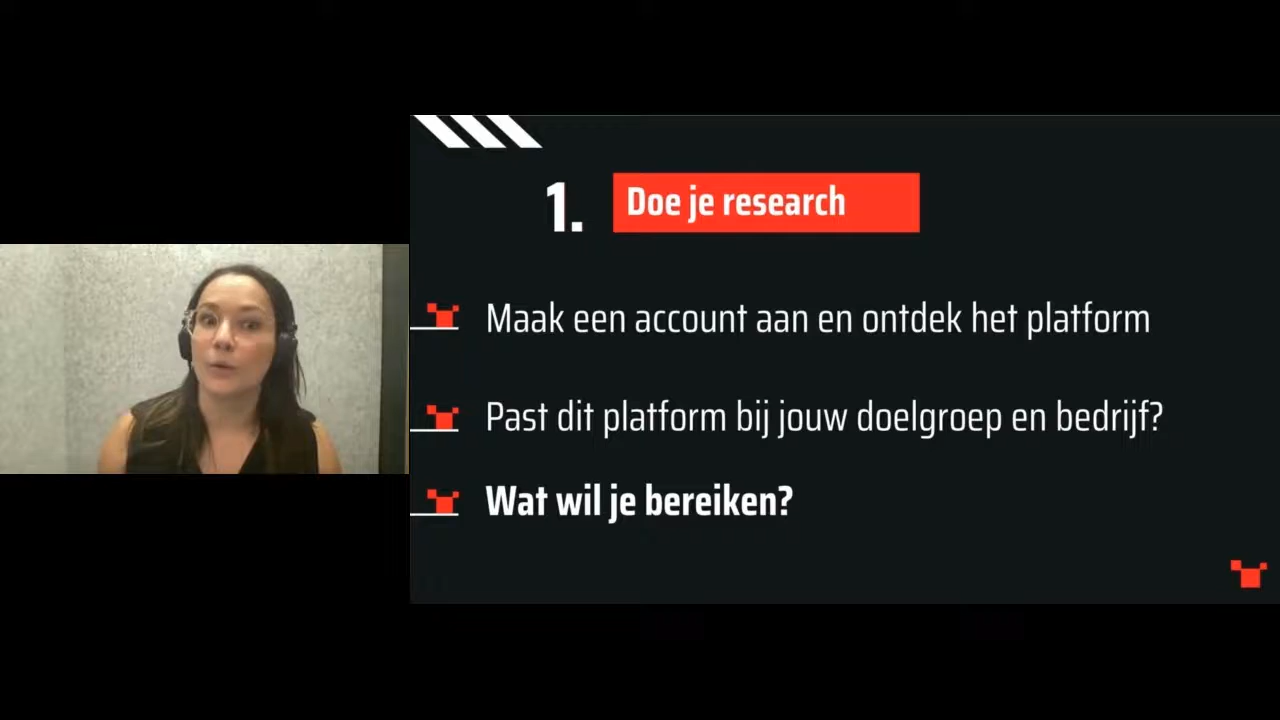 1. Doe je research
Maak een account aan en ontdek het platform
Past dit platform bij jouw doelgroep en bedrijf?
Wat wil je bereiken?